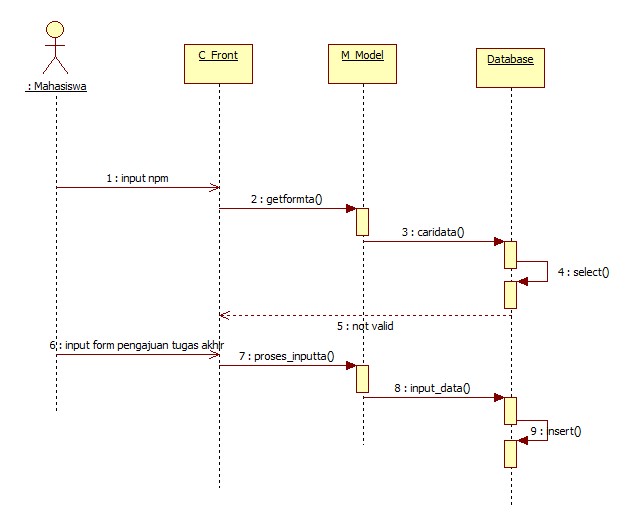 C_Front
M_Model
Database
: Mahasiswa
1 : input npm
2 : getformta()
3 : caridata()
4 : select()
5 : not valid
6 : input form pengajuan tugas akhir
7 : proses_inputta()
8 : input_data()
9 : insert()